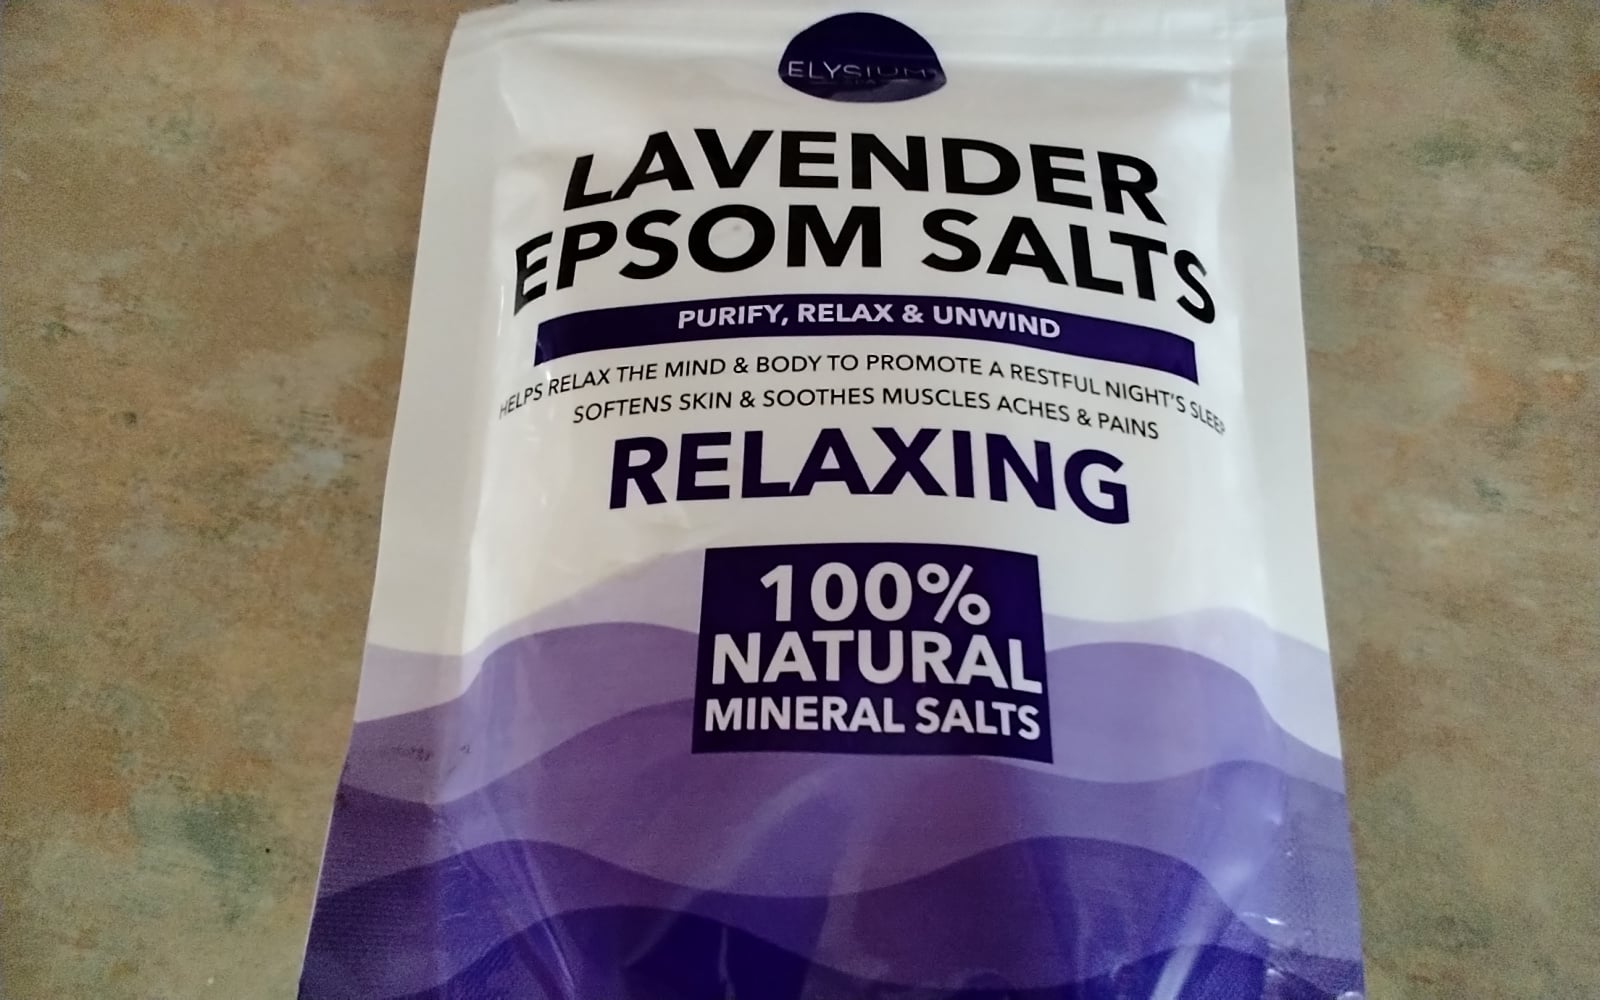 ELYSIUM
LAVENDER
EPSOM SALTS
PURIFY, RELAX & UNWIND
HELPS RELAX THE MIND & BODY TO PROMOTE A RESTFUL NIGHT'S SLEEP
SOFTENS SKIN & SOOTHES MUSCLES ACHES & PAINS
RELAXING
100%
NATURAL
MINERAL SALTS